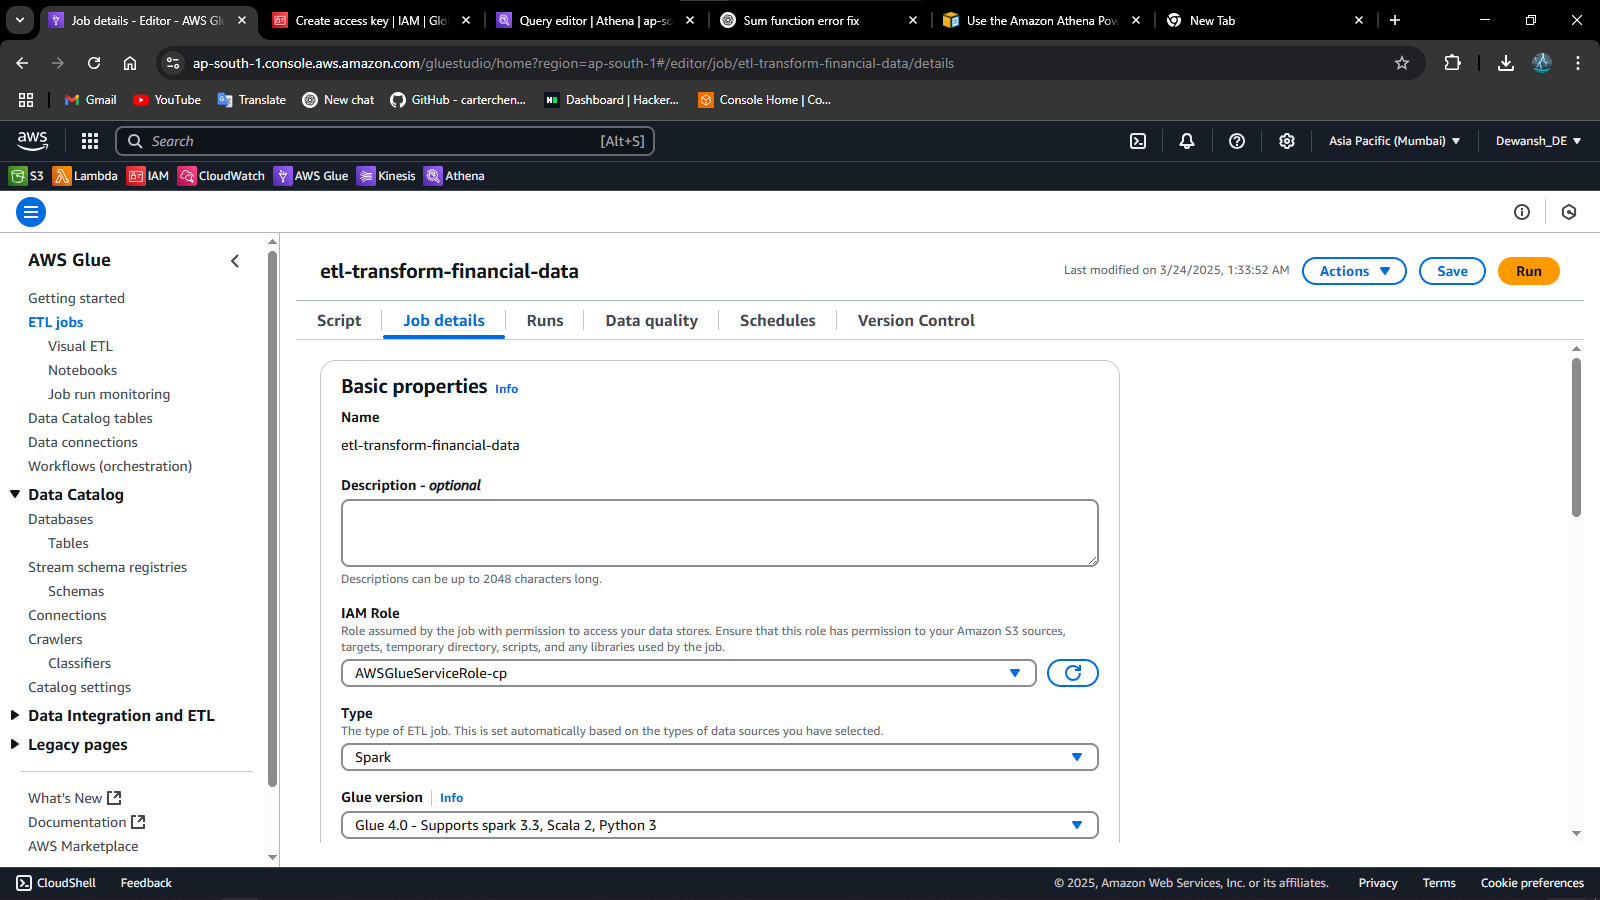 Job details - Editor - AWS Glu
Create access key | IAM | Glo
Query editor | Athena | ap-so
Sum function error fix
Use the Amazon Athena Pow
New Tab
ap-south-1.console.aws.amazon.com/gluestudio/home?region=ap-south-1#/editor/job/etl-transform-financial-data/details
Gmail
YouTube
Translate
New chat
GitHub - carterchen...
Dashboard | Hacker...
Console Home | Co...
aws
Search
[Alt+S]
Asia Pacific (Mumbai)
Dewansh_DE
S3
Lambda
IAM
CloudWatch
AWS Glue
Kinesis
Athena
AWS Glue
Getting started
ETL jobs
Visual ETL
Notebooks
Job run monitoring
Data Catalog tables
Data connections
Workflows (orchestration)
Data Catalog
Databases
Tables
Stream schema registries
Schemas
Connections
Crawlers
Classifiers
Catalog settings
Data Integration and ETL
Legacy pages
What's New
Documentation
AWS Marketplace
etl-transform-financial-data
Last modified on 3/24/2025, 1:33:52 AM
Actions
Save
Run
Script
Job details
Runs
Data quality
Schedules
Version Control
Basic properties Info
Name
etl-transform-financial-data
Description - optional
Descriptions can be up to 2048 characters long.
IAM Role
Role assumed by the job with permission to access your data stores. Ensure that this role has permission to your Amazon S3 sources,
targets, temporary directory, scripts, and any libraries used by the job.
AWSGlueServiceRole-cp
Type
The type of ETL job. This is set automatically based on the types of data sources you have selected.
Spark
Glue version Info
Glue 4.0 - Supports spark 3.3, Scala 2, Python 3
CloudShell
Feedback
© 2025, Amazon Web Services, Inc. or its affiliates.
Privacy
Terms
Cookie preferences